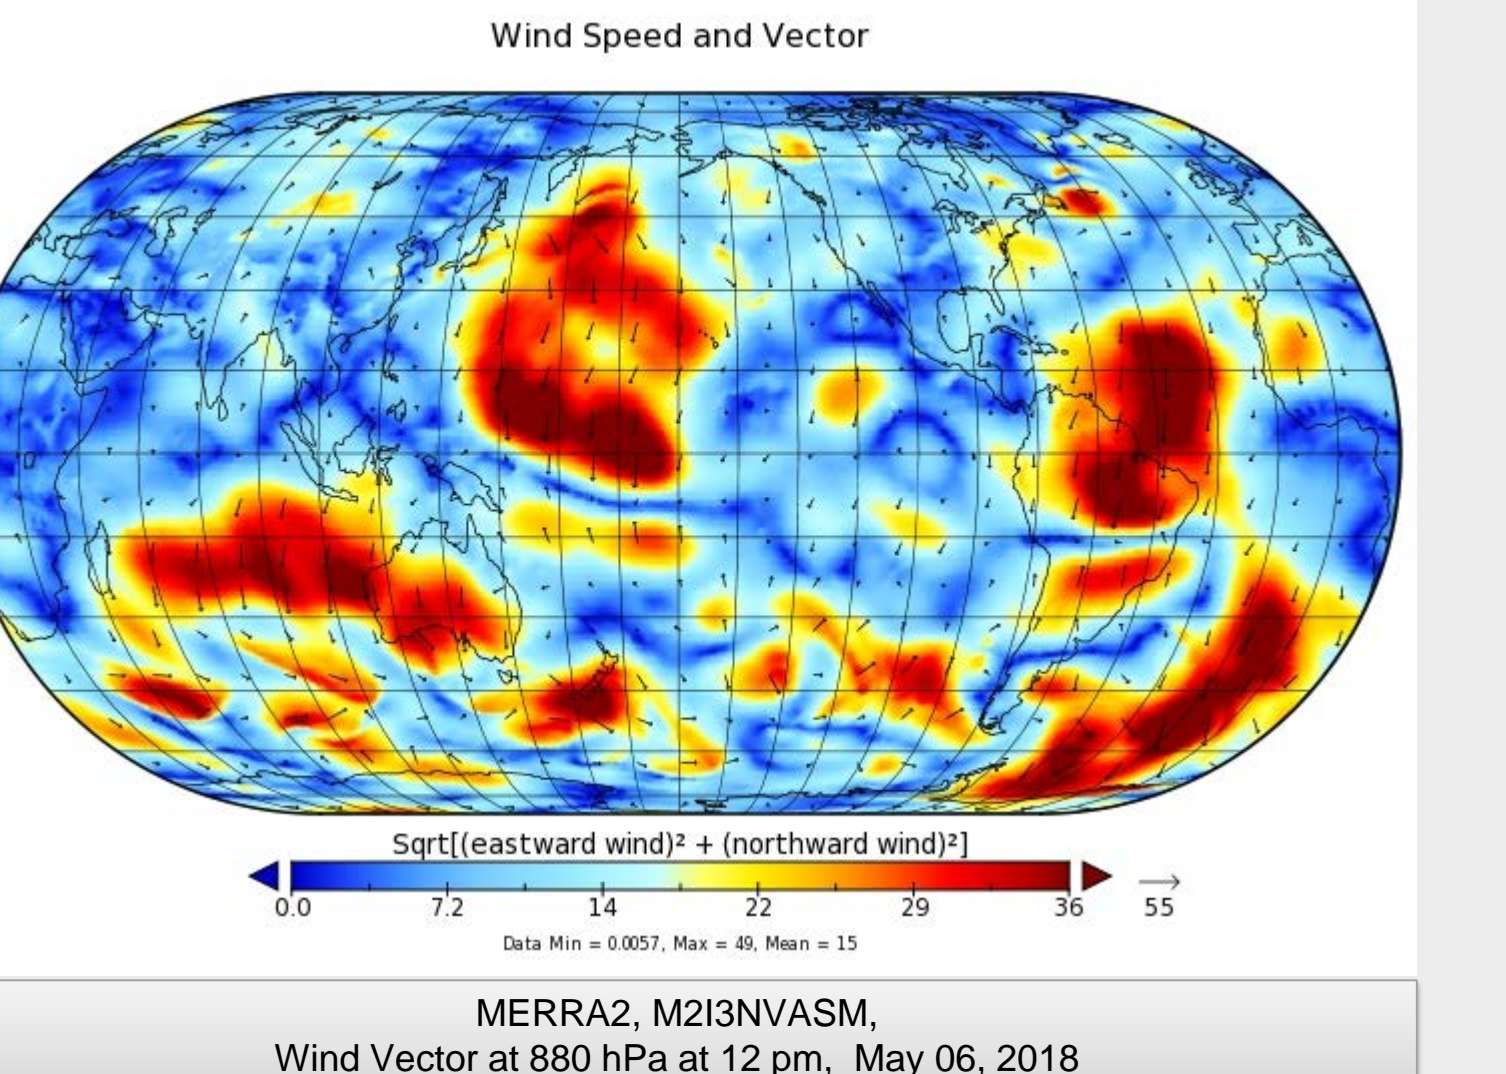 Wind Speed and Vector
Sqrt[(eastward wind)² + (northward wind)²]
0.0 7.2 14 22 29 36 55
Data Min = 0.0057, Max = 49, Mean = 15
MERRA2, M2I3NVASM,
Wind Vector at 880 hPa at 12 pm, May 06, 2018